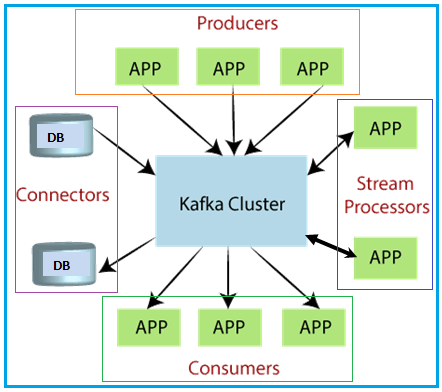 Producers
APP APP APP
DB
Connectors
DB
Kafka Cluster
APP
Stream
Processors
APP
APP APP APP
Consumers